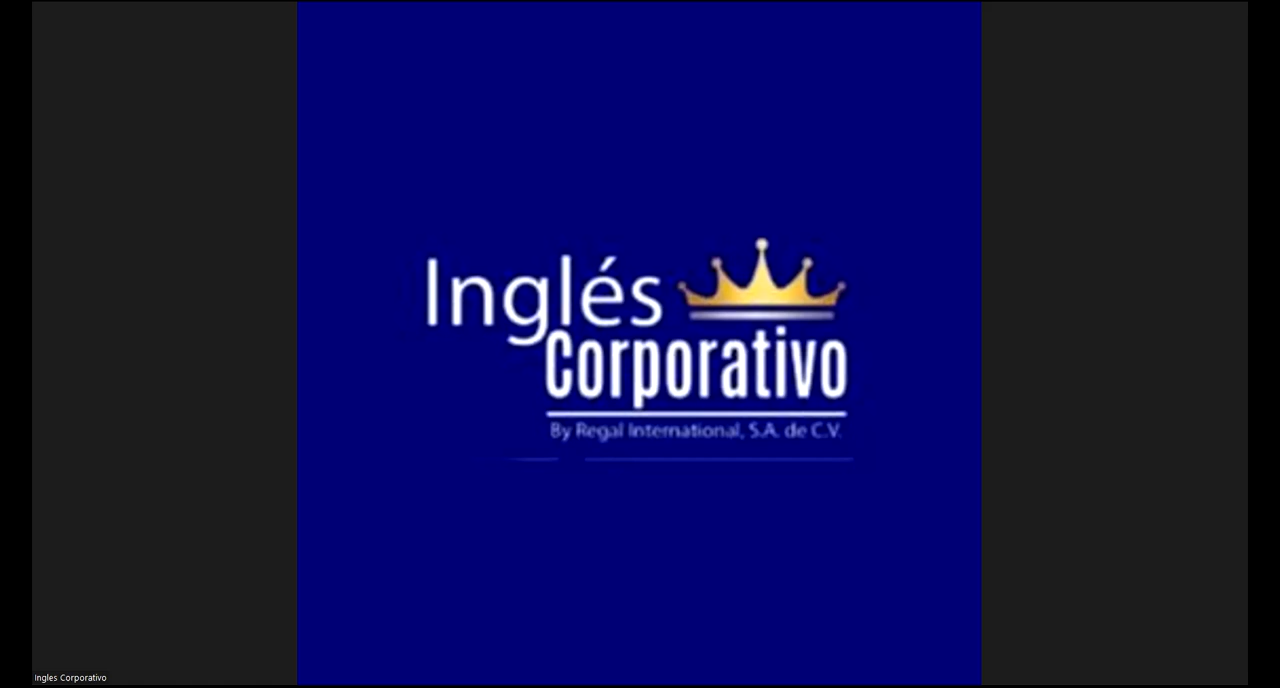 Inglés
Corporativo
By Regal International, S.A. de C.V.
Ingles Corporativo